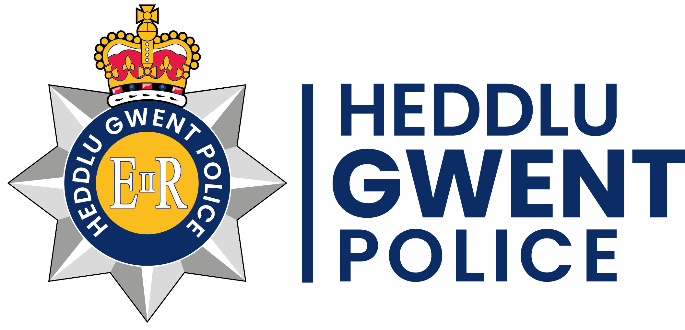 HEDDLU GWENT POLICE
EIIR
HEDDLU
GWENT
POLICE